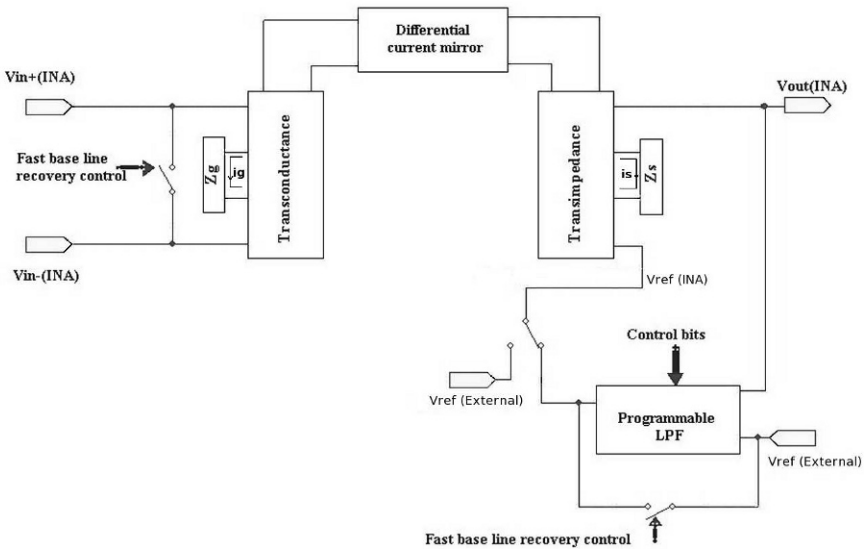 Differential
current mirror
Vin+(INA)
Vout(INA)
Fast base line
recovery control
Zg
ig
Transconductance
Transimpedance
is
Zs
Vin-(INA)
Vref (INA)
Control bits
Vref (External)
Programmable
LPF
Vref (External)
Fast base line recovery control